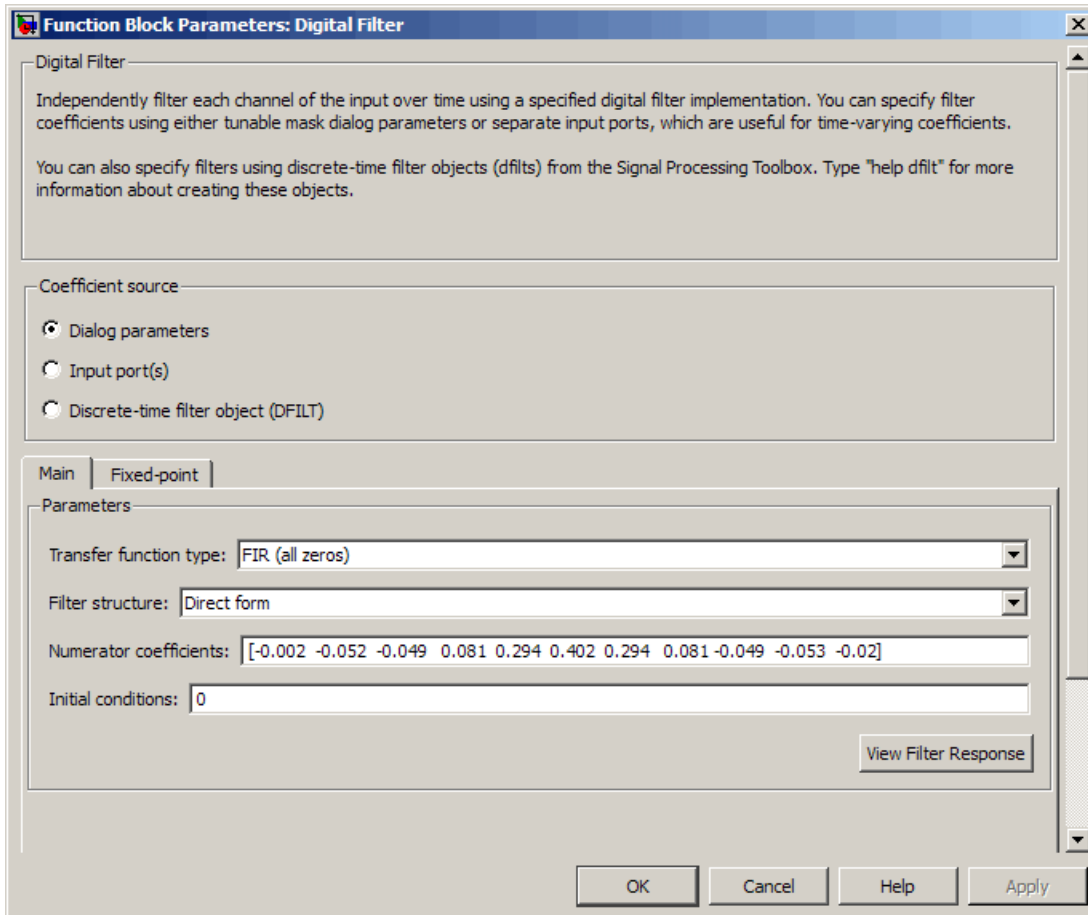 Function Block Parameters: Digital Filter
Digital Filter
Independently filter each channel of the input over time using a specified digital filter implementation. You can specify filter
coefficients using either tunable mask dialog parameters or separate input ports, which are useful for time-varying coefficients.
You can also specify filters using discrete-time filter objects (dfilts) from the Signal Processing Toolbox. Type "help dfilt" for more
information about creating these objects.
Coefficient source
Dialog parameters
Input port(s)
Discrete-time filter object (DFILT)
Main Fixed-point
Parameters
Transfer function type: FIR (all zeros)
Filter structure: Direct form
Numerator coefficients: [-0.002 -0.052 -0.049 0.081 0.294 0.402 0.294 0.081 -0.049 -0.053 -0.02]
Initial conditions: 0
View Filter Response
OK Cancel Help Apply